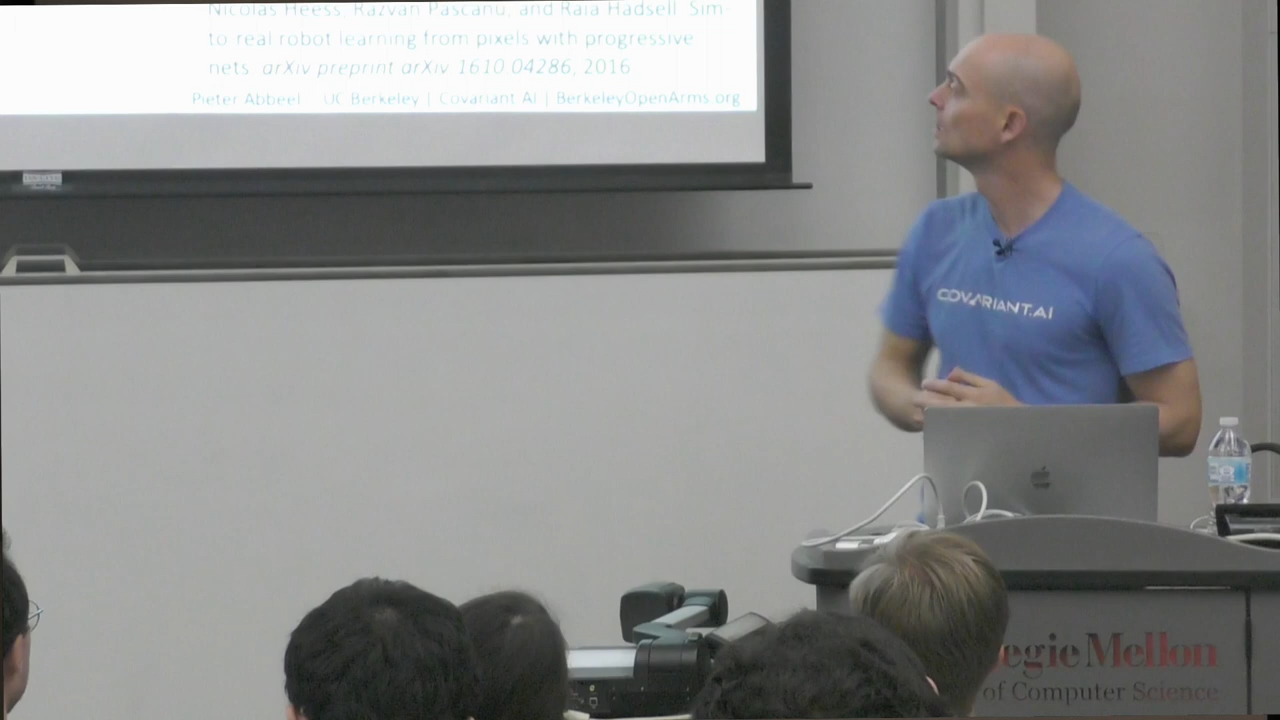 Nicolas Heess, Razvan Pascanu, and Raia Hadsell. Sim-
to real robot learning from pixels with progressive
nets. arXiv preprint arXiv 1610 04286, 2016
Pieter Abbeel UC Berkeley | Covariant AI | BerkeleyOpenArms.org
COVARIANT.AI
egie Mellon
of Computer Science